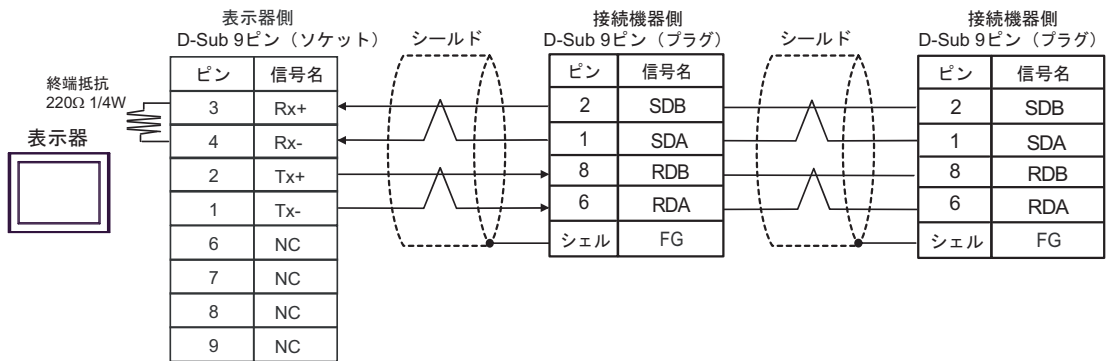 表示器側
D-Sub 9ピン（ソケット）
シールド
接続機器側
D-Sub 9ピン（プラグ）
シールド
接続機器側
D-Sub 9ピン（プラグ）
終端抵抗
220Ω 1/4W
表示器
ピン 信号名
3 Rx+
4 Rx-
2 Tx+
1 Tx-
6 NC
7 NC
8 NC
9 NC
ピン 信号名
2 SDB
1 SDA
8 RDB
6 RDA
シェル FG
ピン 信号名
2 SDB
1 SDA
8 RDB
6 RDA
シェル FG